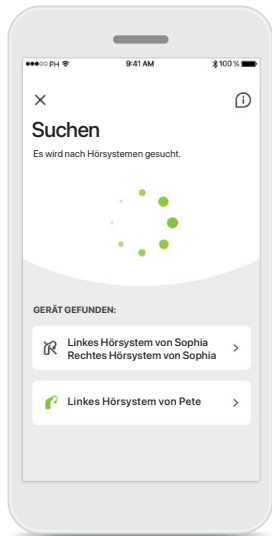 PH
9:41 AM
100 %
Suchen
Es wird nach Hörsystemen gesucht.
GERÄT GEFUNDEN:
Linkes Hörsystem von Sophia
Rechtes Hörsystem von Sophia
Linkes Hörsystem von Pete